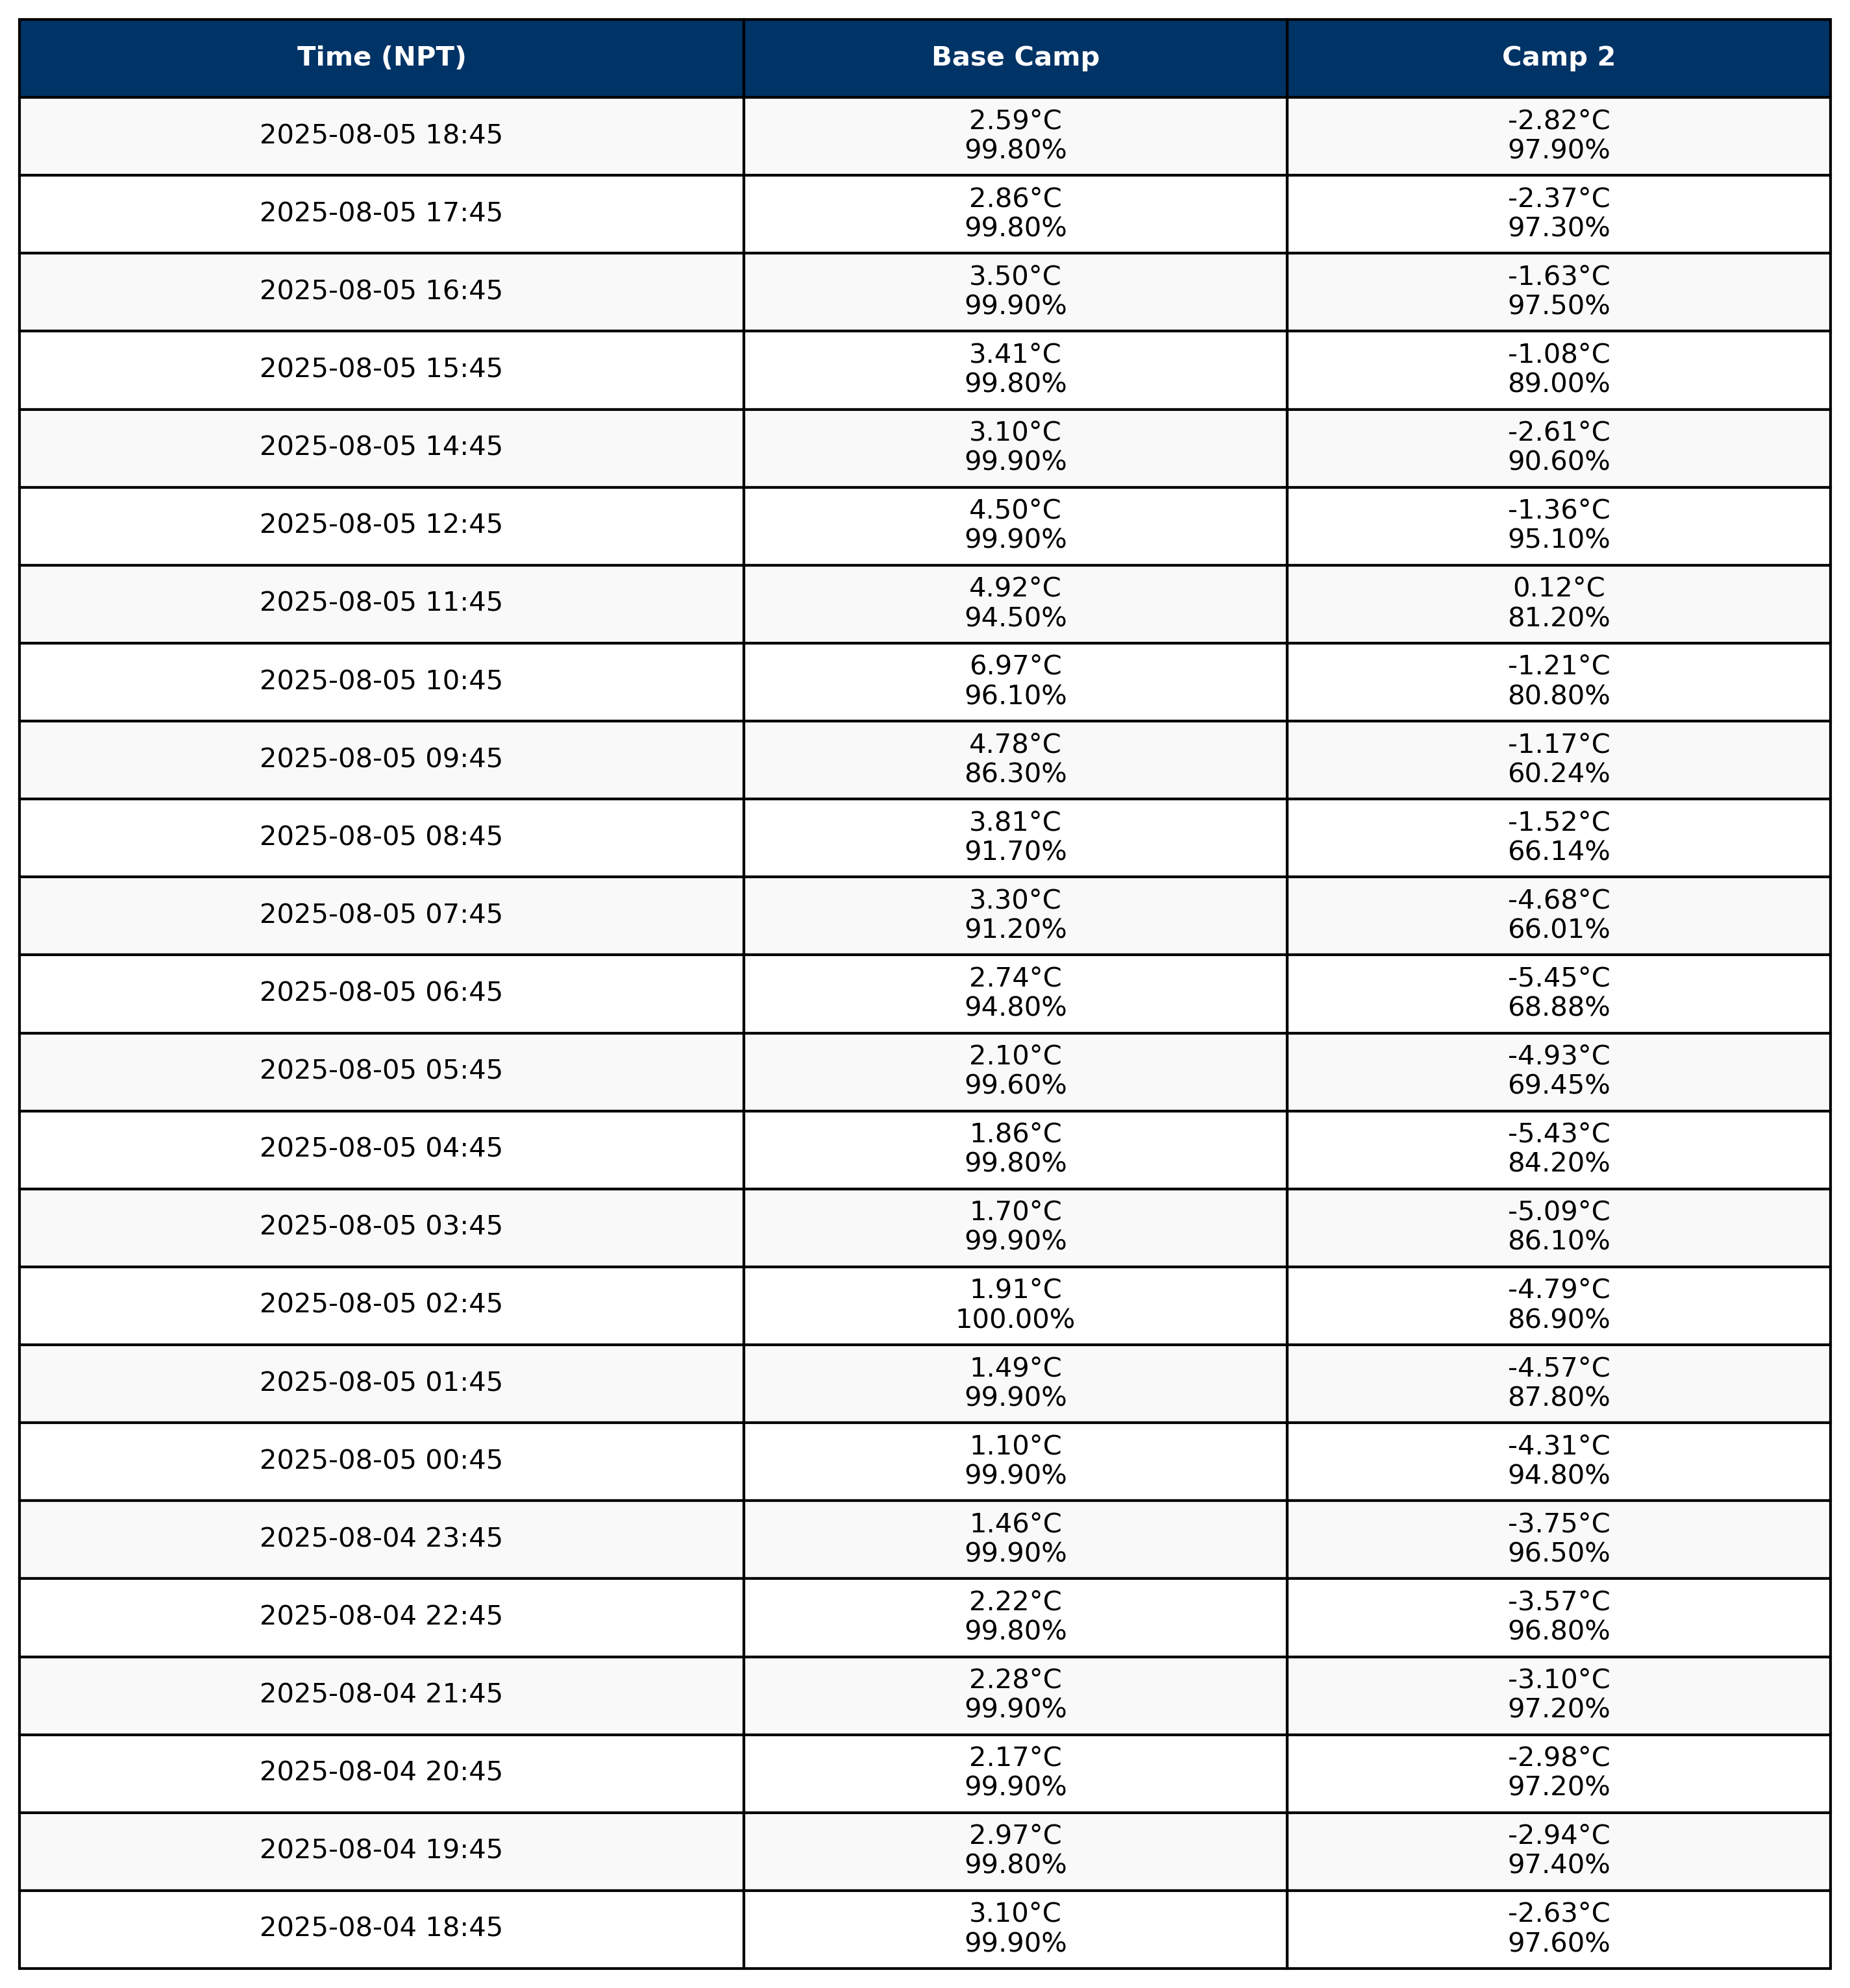 Time (NPT) Base Camp Camp 2
2025-08-05 18:45 2.59°C -2.82°C
99.80% 97.90%
2025-08-05 17:45 2.86°C -2.37°C
99.80% 97.30%
2025-08-05 16:45 3.50°C -1.63°C
99.90% 97.50%
2025-08-05 15:45 3.41°C -1.08°C
99.80% 89.00%
2025-08-05 14:45 3.10°C -2.61°C
99.90% 90.60%
2025-08-05 12:45 4.50°C -1.36°C
99.90% 95.10%
2025-08-05 11:45 4.92°C 0.12°C
94.50% 81.20%
2025-08-05 10:45 6.97°C -1.21°C
96.10% 80.80%
2025-08-05 09:45 4.78°C -1.17°C
86.30% 60.24%
2025-08-05 08:45 3.81°C -1.52°C
91.70% 66.14%
2025-08-05 07:45 3.30°C -4.68°C
91.20% 66.01%
2025-08-05 06:45 2.74°C -5.45°C
94.80% 68.88%
2025-08-05 05:45 2.10°C -4.93°C
99.60% 69.45%
2025-08-05 04:45 1.86°C -5.43°C
99.80% 84.20%
2025-08-05 03:45 1.70°C -5.09°C
99.90% 86.10%
2025-08-05 02:45 1.91°C -4.79°C
100.00% 86.90%
2025-08-05 01:45 1.49°C -4.57°C
99.90% 87.80%
2025-08-05 00:45 1.10°C -4.31°C
99.90% 94.80%
2025-08-04 23:45 1.46°C -3.75°C
99.90% 96.50%
2025-08-04 22:45 2.22°C -3.57°C
99.80% 96.80%
2025-08-04 21:45 2.28°C -3.10°C
99.90% 97.20%
2025-08-04 20:45 2.17°C -2.98°C
99.90% 97.20%
2025-08-04 19:45 2.97°C -2.94°C
99.80% 97.40%
2025-08-04 18:45 3.10°C -2.63°C
99.90% 97.60%